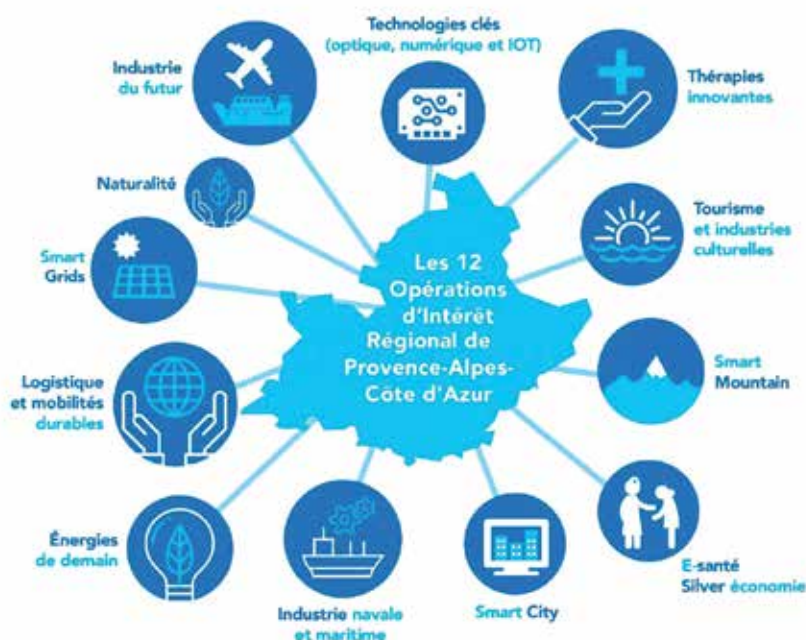 Technologies clés
(optique, numérique et IOT)
Industrie
du futur
Thérapies
innovantes
Naturalité
Tourisme
et industries
culturelles
Smart
Grids
Les 12
Opérations
d'Intérêt
Régional de
Provence-Alpes-
Côte d'Azur
Smart
Mountain
Logistique
et mobilités
durables
Énergies
de demain
Industrie navale
et maritime
Smart City
E-santé
Silver économie